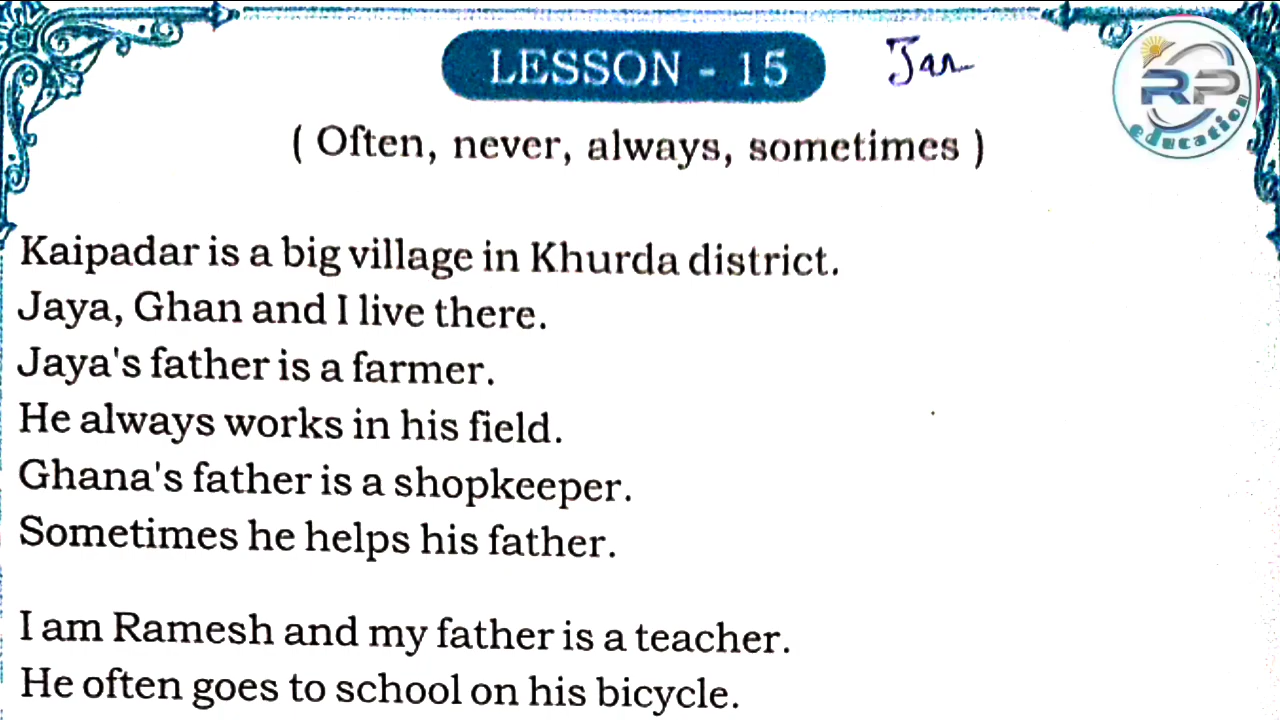 LESSON - 15
Jan
RP
education
( Often, never, always, sometimes )
Kaipadar is a big village in Khurda district.
Jaya, Ghan and I live there.
Jaya's father is a farmer.
He always works in his field.
Ghana's father is a shopkeeper.
Sometimes he helps his father.
I am Ramesh and my father is a teacher.
He often goes to school on his bicycle.